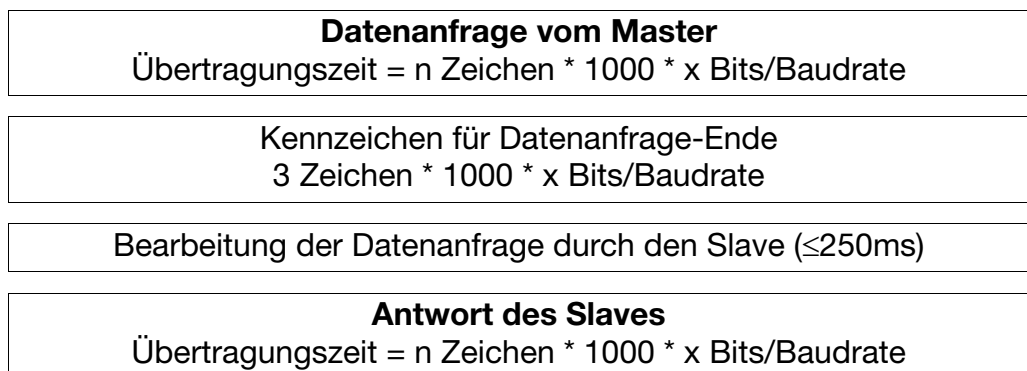 Datenanfrage vom Master
Übertragungszeit = n Zeichen * 1000 * x Bits/Baudrate
Kennzeichen für Datenanfrage-Ende
3 Zeichen * 1000 * x Bits/Baudrate
Bearbeitung der Datenanfrage durch den Slave (≤250ms)
Antwort des Slaves
Übertragungszeit = n Zeichen * 1000 * x Bits/Baudrate